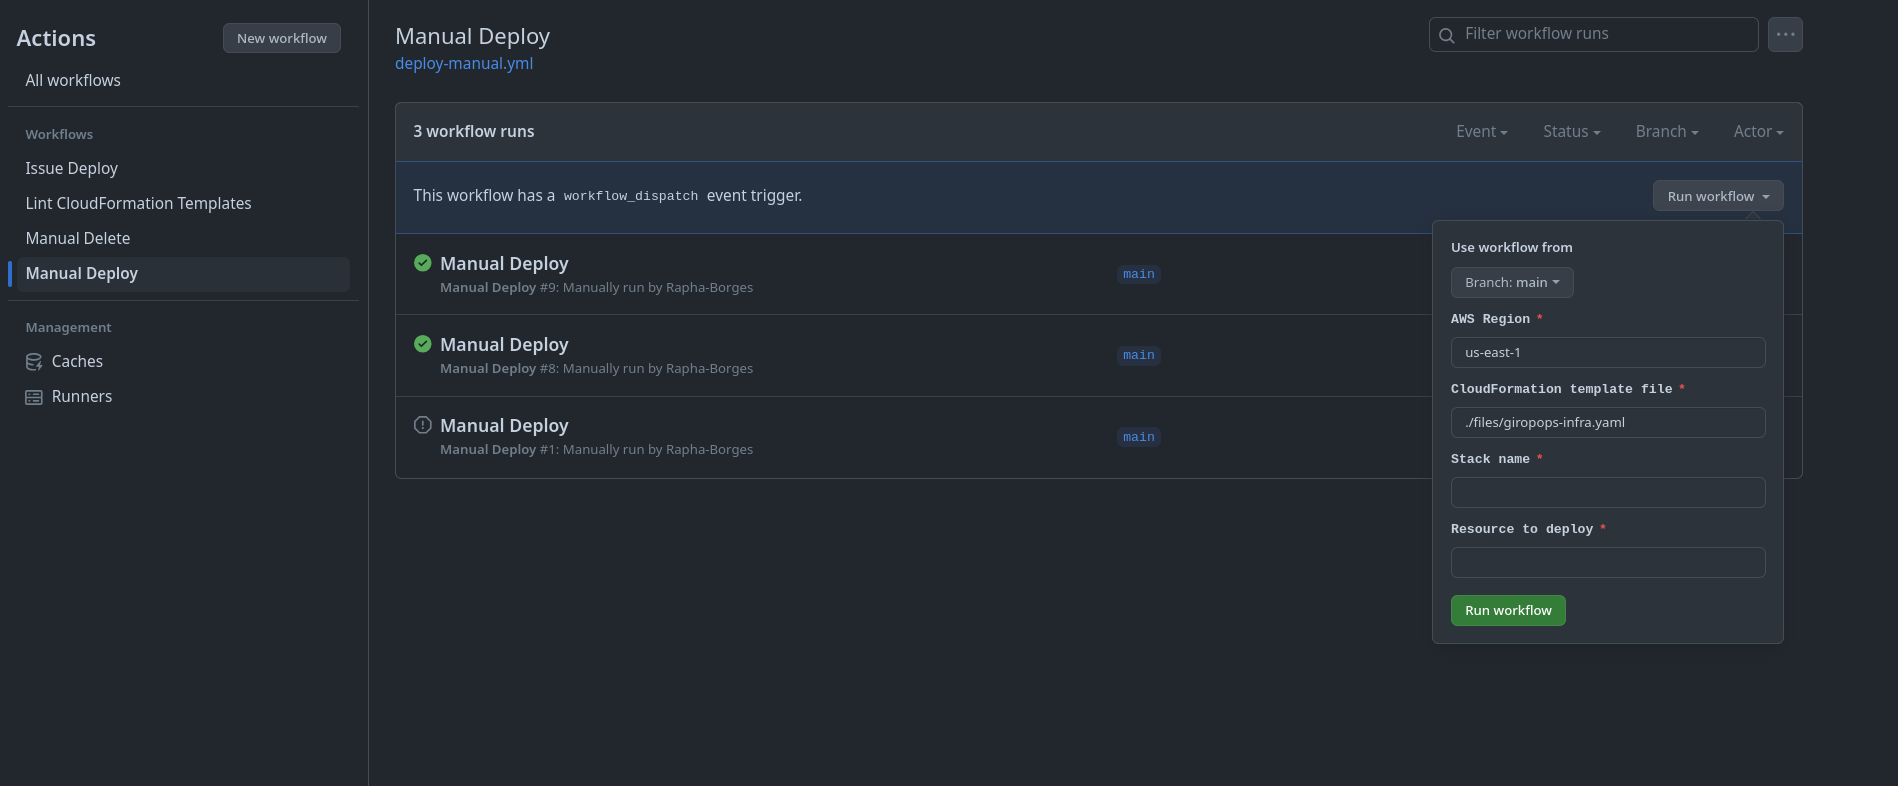 Actions
New workflow
All workflows
Workflows
Issue Deploy
Lint CloudFormation Templates
Manual Delete
Manual Deploy
Management
Caches
Runners
Manual Deploy
deploy-manual.yml
Filter workflow runs
3 workflow runs
Event Status Branch Actor
This workflow has a workflow_dispatch event trigger.
Run workflow
Manual Deploy
Manual Deploy #9: Manually run by Rapha-Borges
main
Manual Deploy
Manual Deploy #8: Manually run by Rapha-Borges
main
Manual Deploy
Manual Deploy #1: Manually run by Rapha-Borges
main
Use workflow from
Branch: main
AWS Region *
us-east-1
CloudFormation template file *
./files/giropops-infra.yaml
Stack name *
Resource to deploy *
Run workflow